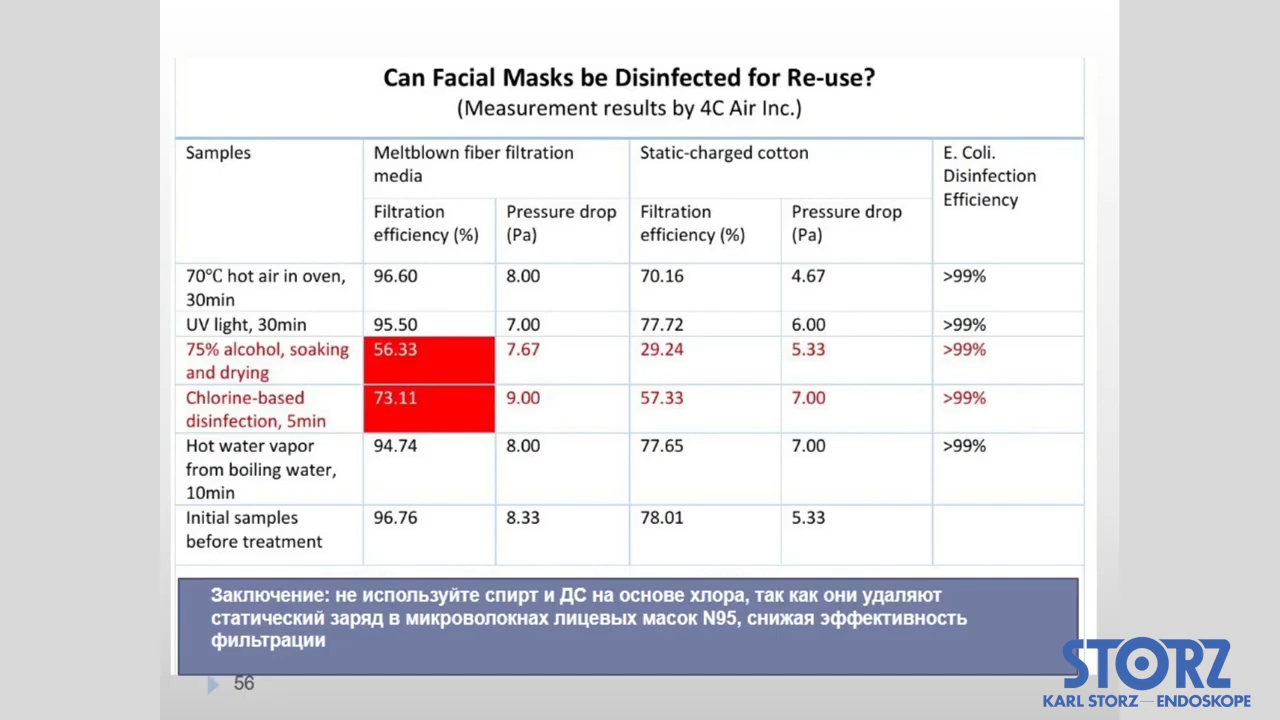 Can Facial Masks be Disinfected for Re-use?
(Measurement results by 4C Air Inc.)
Samples
Meltblown fiber filtration
media
Static-charged cotton
E. Coli.
Disinfection
Efficiency
Filtration
efficiency (%)
Pressure drop
(Pa)
Filtration
efficiency (%)
Pressure drop
(Pa)
70℃ hot air in oven,
30min
96.60
8.00
70.16
4.67
>99%
UV light, 30min
95.50
7.00
77.72
6.00
>99%
75% alcohol, soaking
and drying
56.33
7.67
29.24
5.33
>99%
Chlorine-based
disinfection, 5min
73.11
9.00
57.33
7.00
>99%
Hot water vapor
from boiling water,
10min
94.74
8.00
77.65
7.00
>99%
Initial samples
before treatment
96.76
8.33
78.01
5.33
Заключение: не используйте спирт и ДС на основе хлора, так как они удаляют
статический заряд в микроволокнах лицевых масок N95, снижая эффективность
фильтрации
56
STORZ
KARL STORZ—ENDOSKOPE